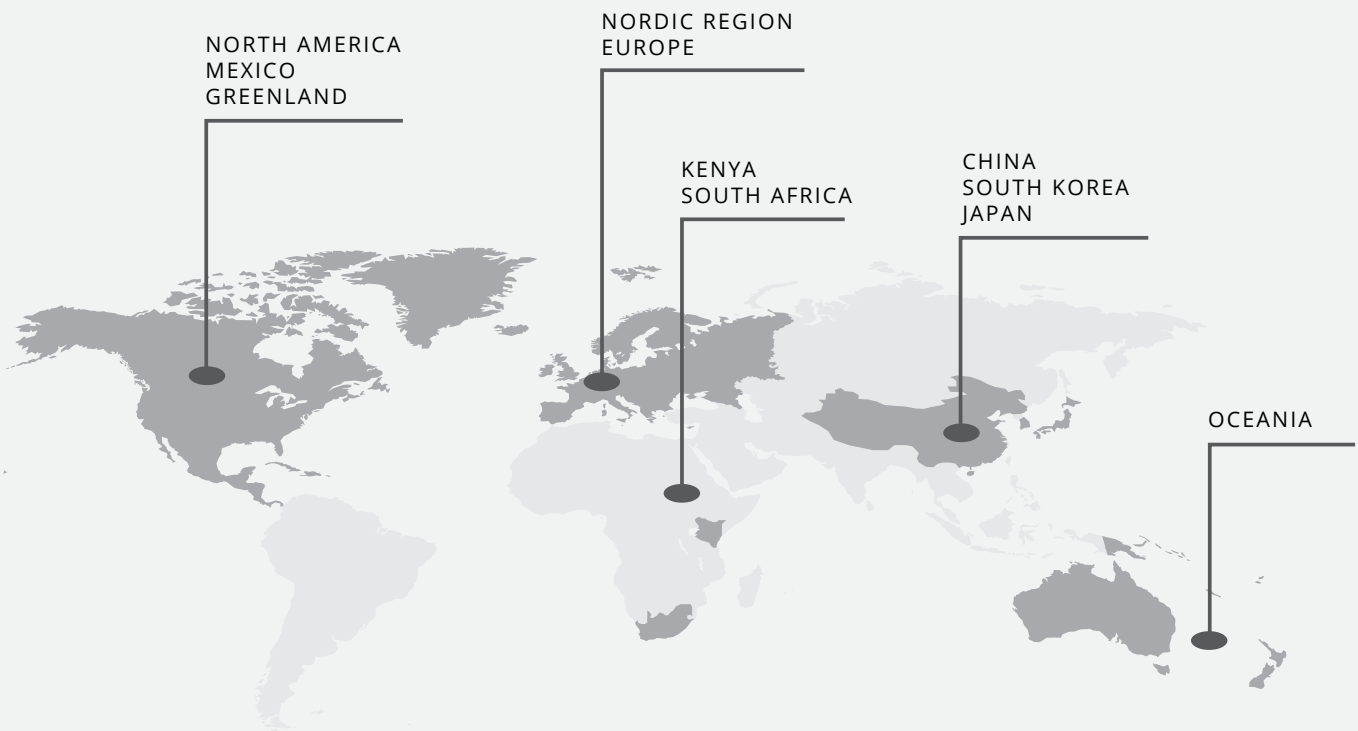 NORTH AMERICA
MEXICO
GREENLAND
NORDIC REGION
EUROPE
KENYA
SOUTH AFRICA
CHINA
SOUTH KOREA
JAPAN
OCEANIA